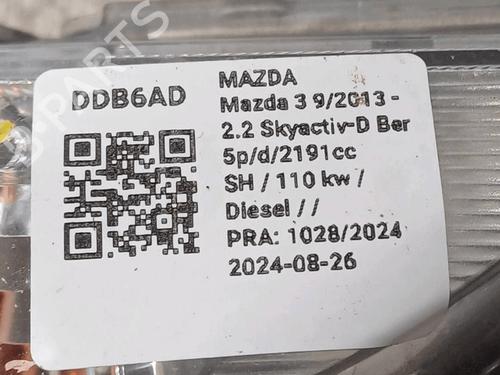 DDB6AD
MAZDA
Mazda 3 9/2013 -
2.2 Skyactiv-D Ber
5p/d/2191cc
SH / 110 kw /
Diesel / /
PRA: 1028/2024
2024-08-26